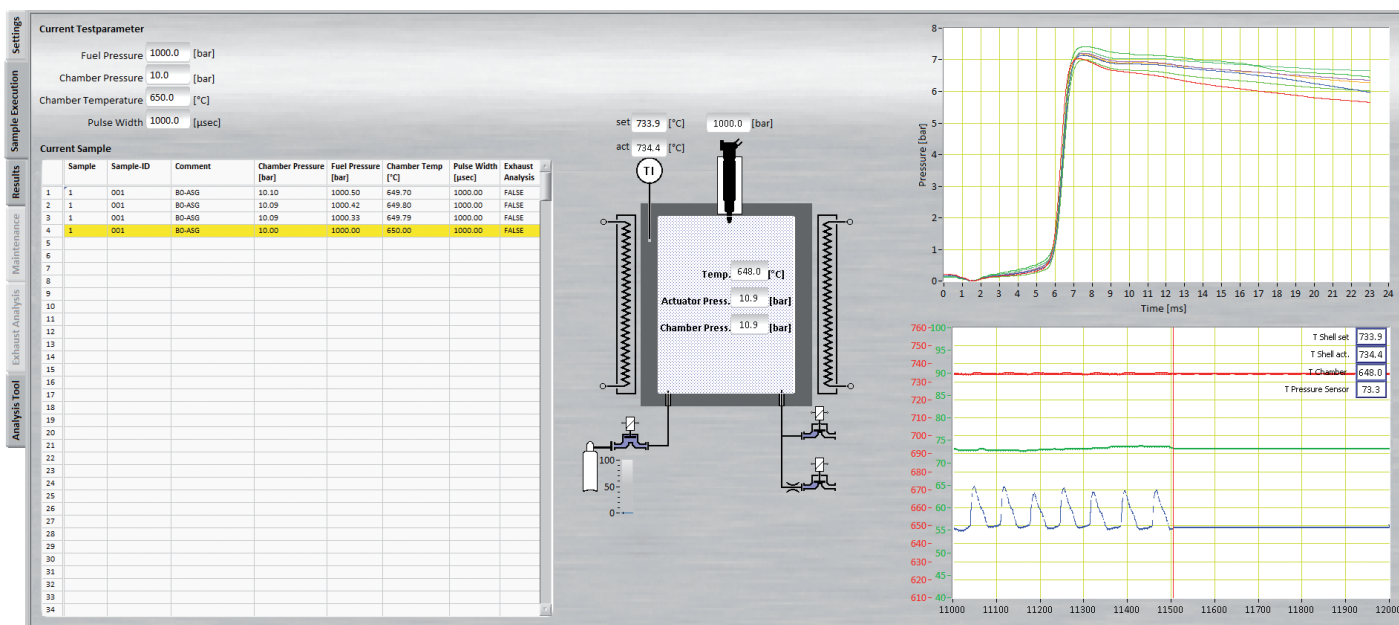 Settings
Sample Execution
Results
Maintenance
Exhaust Analysis
Analysis Tool
Current Testparameter
Fuel Pressure 1000.0 [bar]
Chamber Pressure 10.0 [bar]
Chamber Temperature 650.0 [°C]
Pulse Width 1000.0 [µsec]
Current Sample
Sample Sample-ID Comment Chamber Pressure [bar] Fuel Pressure [bar] Chamber Temp [°C] Pulse Width [µsec] Exhaust Analysis
1 1 001 B0-ASG 10.10 1000.50 649.70 1000.00 FALSE
2 1 001 B0-ASG 10.09 1000.42 649.80 1000.00 FALSE
3 1 001 B0-ASG 10.09 1000.33 649.79 1000.00 FALSE
4 1 001 B0-ASG 10.00 1000.00 650.00 1000.00 FALSE
5
6
7
8
9
10
11
12
13
14
15
16
17
18
19
20
21
22
23
24
25
26
27
28
29
30
31
32
33
34
set 733.9 [°C] 1000.0 [bar]
act 734.4 [°C]
TI
Temp. 648.0 [°C]
Actuator Press. 10.9 [bar]
Chamber Press. 10.9 [bar]
100
50
0
Pressure [bar]
8
7
6
5
4
3
2
1
0
0 1 2 3 4 5 6 7 8 9 10 11 12 13 14 15 16 17 18 19 20 21 22 23 24
Time [ms]
760 100
750 95
740 90
730 85
720
710 80
700 75
690
680 70
670 65
660 60
650 55
640
630 50
620 45
610 40
T Shell set 733.9
T Shell act. 734.4
T Chamber 648.0
T Pressure Sensor 73.3
11000 11100 11200 11300 11400 11500 11600 11700 11800 11900 12000